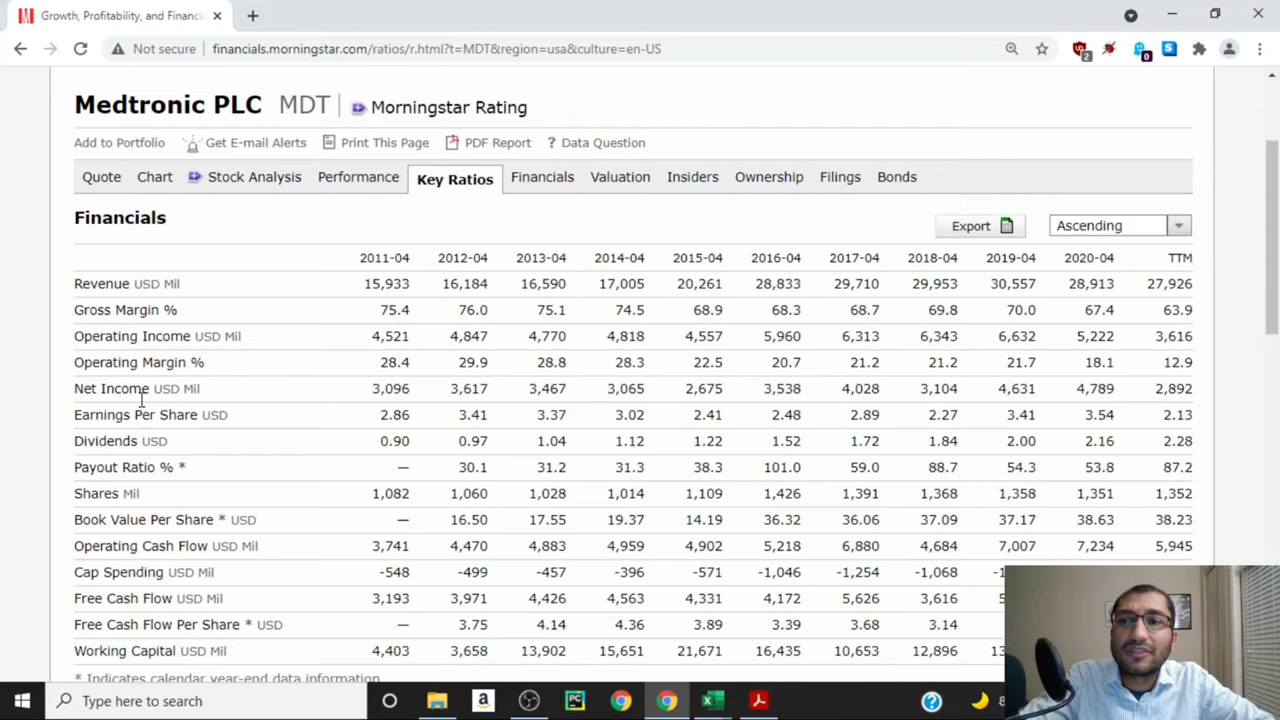 Growth, Profitability, and Financi
Not secure financials.morningstar.com/ratios/r.html?t=MDT&region=usa&culture=en-US
2 0
Medtronic PLC MDT Morningstar Rating
Add to Portfolio Get E-mail Alerts Print This Page PDF Report ? Data Question
Quote Chart Stock Analysis Performance Key Ratios Financials Valuation Insiders Ownership Filings Bonds
Financials
Export Ascending
2011-04 2012-04 2013-04 2014-04 2015-04 2016-04 2017-04 2018-04 2019-04 2020-04 TTM
Revenue USD Mil 15,933 16,184 16,590 17,005 20,261 28,833 29,710 29,953 30,557 28,913 27,926
Gross Margin % 75.4 76.0 75.1 74.5 68.9 68.3 68.7 69.8 70.0 67.4 63.9
Operating Income USD Mil 4,521 4,847 4,770 4,818 4,557 5,960 6,313 6,343 6,632 5,222 3,616
Operating Margin % 28.4 29.9 28.8 28.3 22.5 20.7 21.2 21.2 21.7 18.1 12.9
Net Income USD Mil 3,096 3,617 3,467 3,065 2,675 3,538 4,028 3,104 4,631 4,789 2,892
Earnings Per Share USD 2.86 3.41 3.37 3.02 2.41 2.48 2.89 2.27 3.41 3.54 2.13
Dividends USD 0.90 0.97 1.04 1.12 1.22 1.52 1.72 1.84 2.00 2.16 2.28
Payout Ratio % * — 30.1 31.2 31.3 38.3 101.0 59.0 88.7 54.3 53.8 87.2
Shares Mil 1,082 1,060 1,028 1,014 1,109 1,426 1,391 1,368 1,358 1,351 1,352
Book Value Per Share * USD — 16.50 17.55 19.37 14.19 36.32 36.06 37.09 37.17 38.63 38.23
Operating Cash Flow USD Mil 3,741 4,470 4,883 4,959 4,902 5,218 6,880 4,684 7,007 7,234 5,945
Cap Spending USD Mil -548 -499 -457 -396 -571 -1,046 -1,254 -1,068
Free Cash Flow USD Mil 3,193 3,971 4,426 4,563 4,331 4,172 5,626 3,616
Free Cash Flow Per Share * USD — 3.75 4.14 4.36 3.89 3.39 3.68 3.14
Working Capital USD Mil 4,403 3,658 13,902 15,651 21,671 16,435 10,653 12,896
* Indicates calendar year-end data information
Type here to search